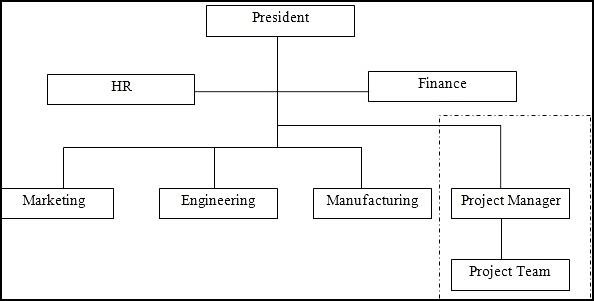 President
HR
Finance
Marketing
Engineering
Manufacturing
Project Manager
Project Team